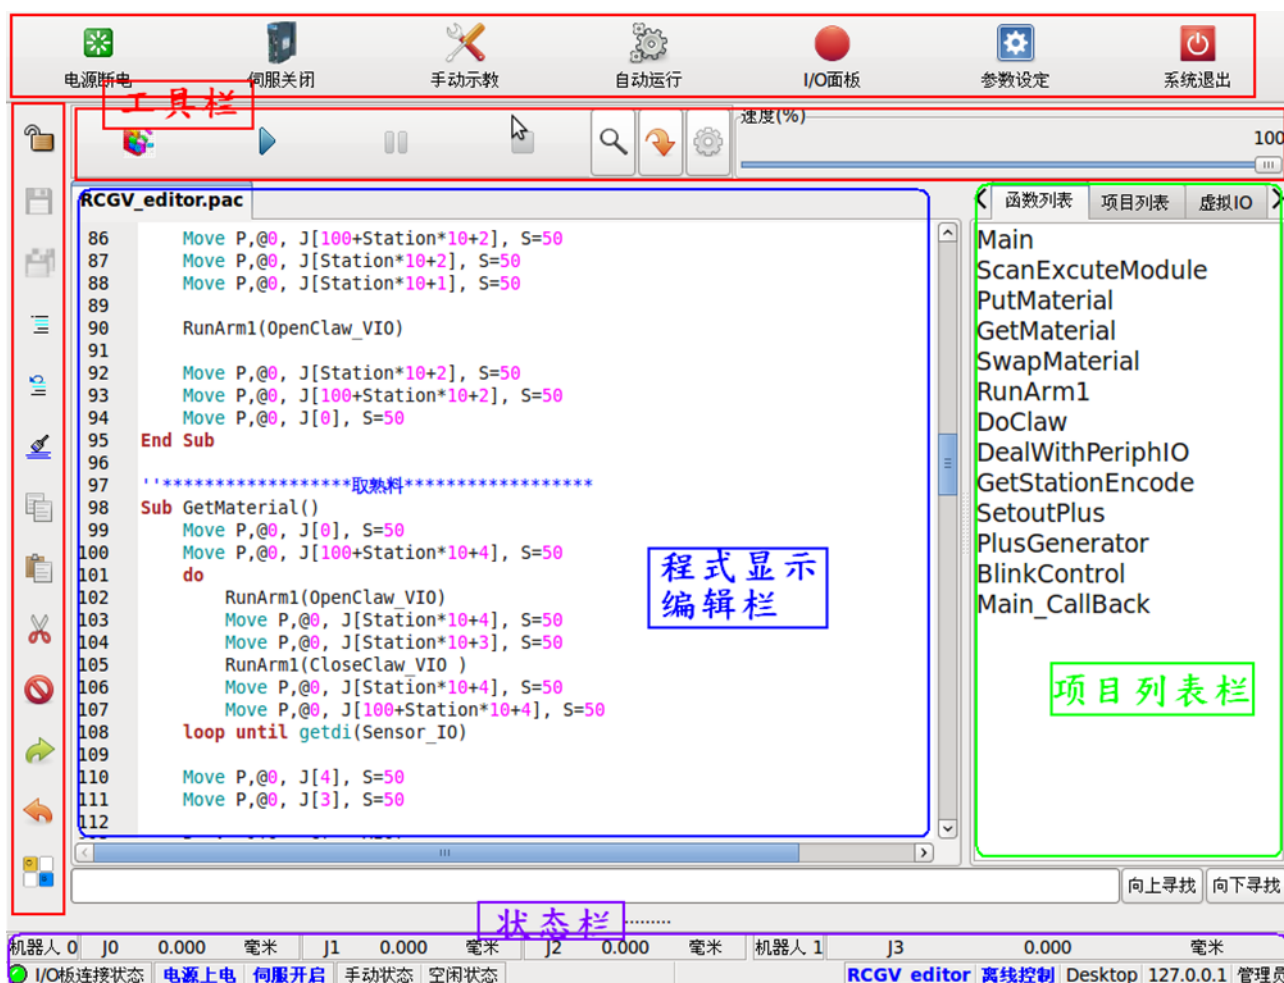 电源断电 伺服关闭 手动示教 自动运行 I/O面板 参数设定 系统退出
工具栏
速度(%)
100
RCGV_editor.pac
函数列表 项目列表 虚拟IO
86 Move P,@0, J[100+Station*10+2], S=50
87 Move P,@0, J[Station*10+2], S=50
88 Move P,@0, J[Station*10+1], S=50
89
90 RunArm1(OpenClaw_VIO)
91
92 Move P,@0, J[Station*10+2], S=50
93 Move P,@0, J[100+Station*10+2], S=50
94 Move P,@0, J[0], S=50
95 End Sub
96
97 ''******************取熟料******************
98 Sub GetMaterial()
99 Move P,@0, J[0], S=50
100 Move P,@0, J[100+Station*10+4], S=50
101 do
102 RunArm1(OpenClaw_VIO)
103 Move P,@0, J[Station*10+4], S=50
104 Move P,@0, J[Station*10+3], S=50
105 RunArm1(CloseClaw_VIO )
106 Move P,@0, J[Station*10+4], S=50
107 Move P,@0, J[100+Station*10+4], S=50
108 loop until getdi(Sensor_IO)
109
110 Move P,@0, J[4], S=50
111 Move P,@0, J[3], S=50
112
程式显示
编辑栏
Main
ScanExcuteModule
PutMaterial
GetMaterial
SwapMaterial
RunArm1
DoClaw
DealWithPeriphIO
GetStationEncode
SetoutPlus
PlusGenerator
BlinkControl
Main_CallBack
项目列表栏
向上寻找 向下寻找
状态栏
机器人 0 J0 0.000 毫米 J1 0.000 毫米 J2 0.000 毫米 机器人 1 J3 0.000 毫米
I/O板连接状态 电源上电 伺服开启 手动状态 空闲状态 RCGV_editor 离线控制 Desktop 127.0.0.1 管理员